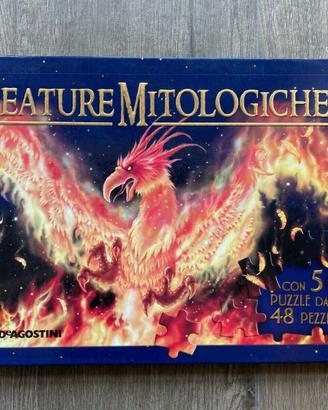 EATURE MITOLOGICHE
CON 5
PUZZLE DA
48 PEZZI
DEAGOSTINI